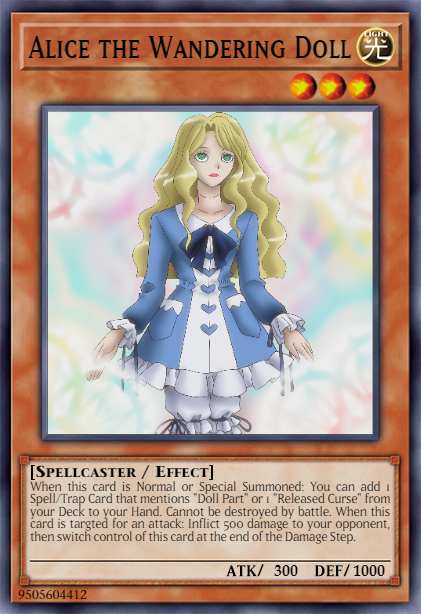 Alice the Wandering Doll
LIGHT
光
[Spellcaster / Effect]
When this card is Normal or Special Summoned: You can add 1
Spell/Trap Card that mentions "Doll Part" or 1 "Released Curse" from
your Deck to your Hand. Cannot be destroyed by battle. When this
card is targted for an attack: Inflict 500 damage to your opponent,
then switch control of this card at the end of the Damage Step.
ATK/ 300 DEF/1000
9505604412